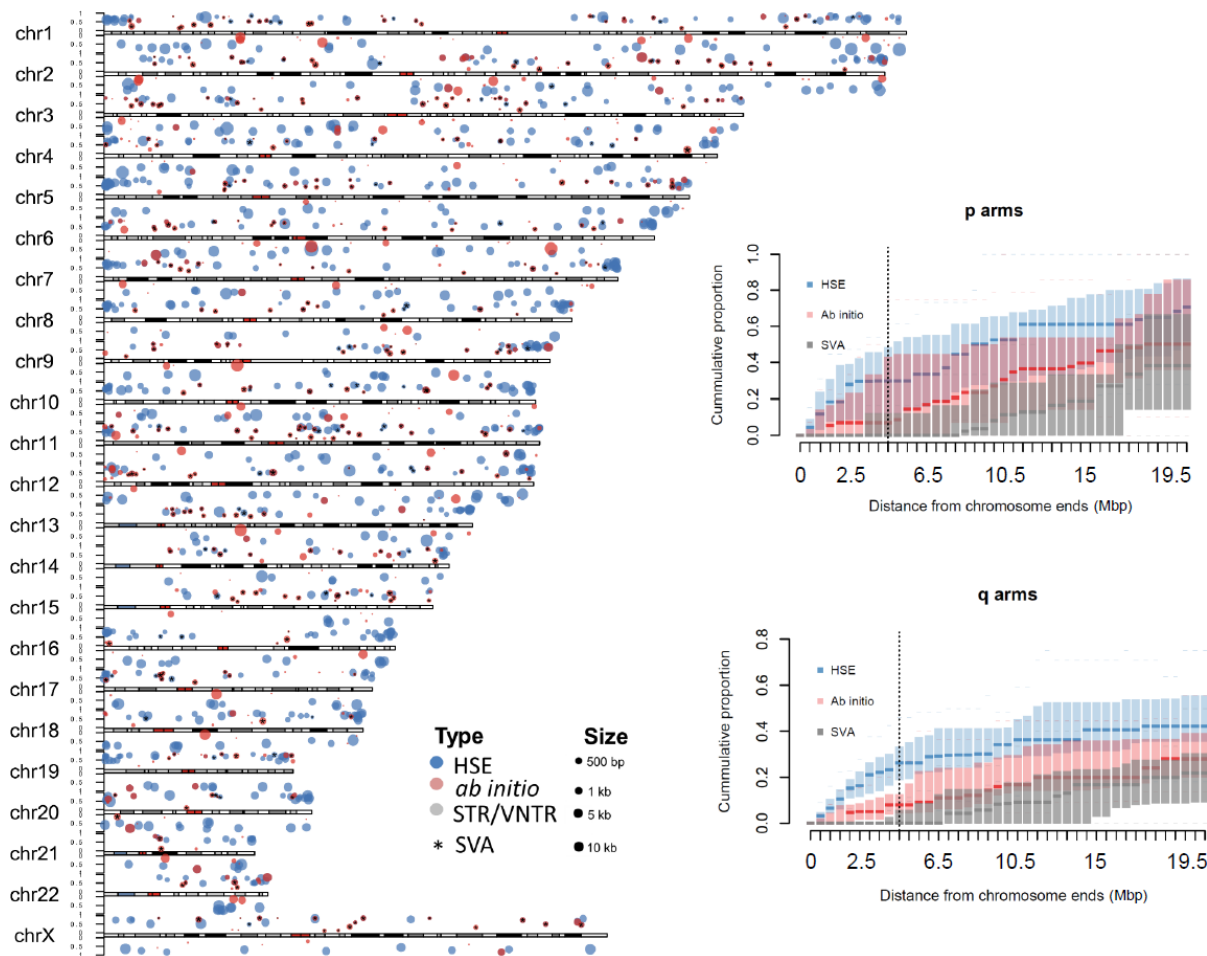 chr1
chr2
chr3
chr4
chr5
chr6
chr7
chr8
chr9
chr10
chr11
chr12
chr13
chr14
chr15
chr16
chr17
chr18
chr19
chr20
chr21
chr22
chrX
Type
HSE
ab initio
STR/VNTR
* SVA
Size
500 bp
1 kb
5 kb
10 kb
p arms
Cummulative proportion
1.0
0.8
0.6
0.4
0.2
0.0
HSE
Ab initio
SVA
0 2.5 6.5 10.5 15 19.5
Distance from chromosome ends (Mbp)
q arms
Cummulative proportion
0.8
0.6
0.4
0.2
0.0
HSE
Ab initio
SVA
0 2.5 6.5 10.5 15 19.5
Distance from chromosome ends (Mbp)